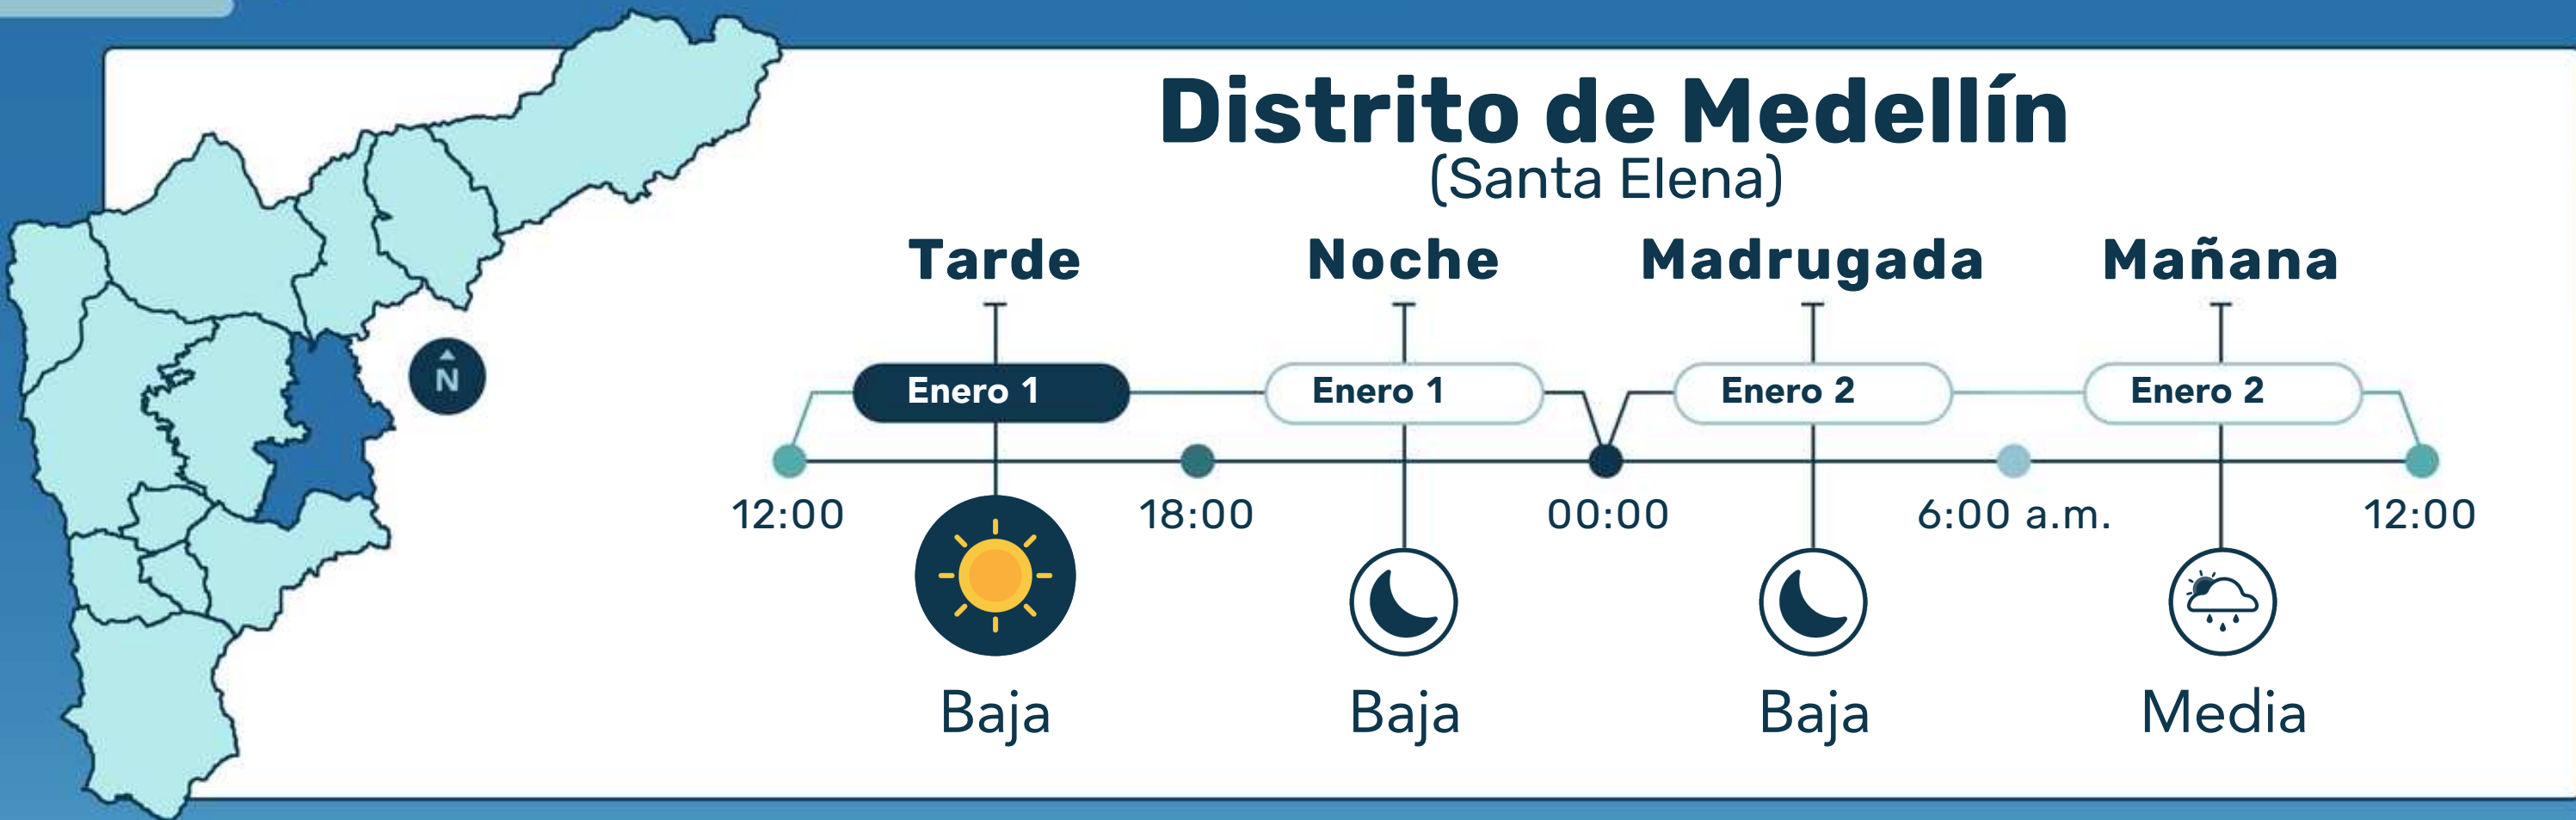 Distrito de Medellín
(Santa Elena)
Tarde Noche Madrugada Mañana
N
Enero 1 Enero 1 Enero 2 Enero 2
12:00 18:00 00:00 6:00 a.m. 12:00
Baja Baja Baja Media